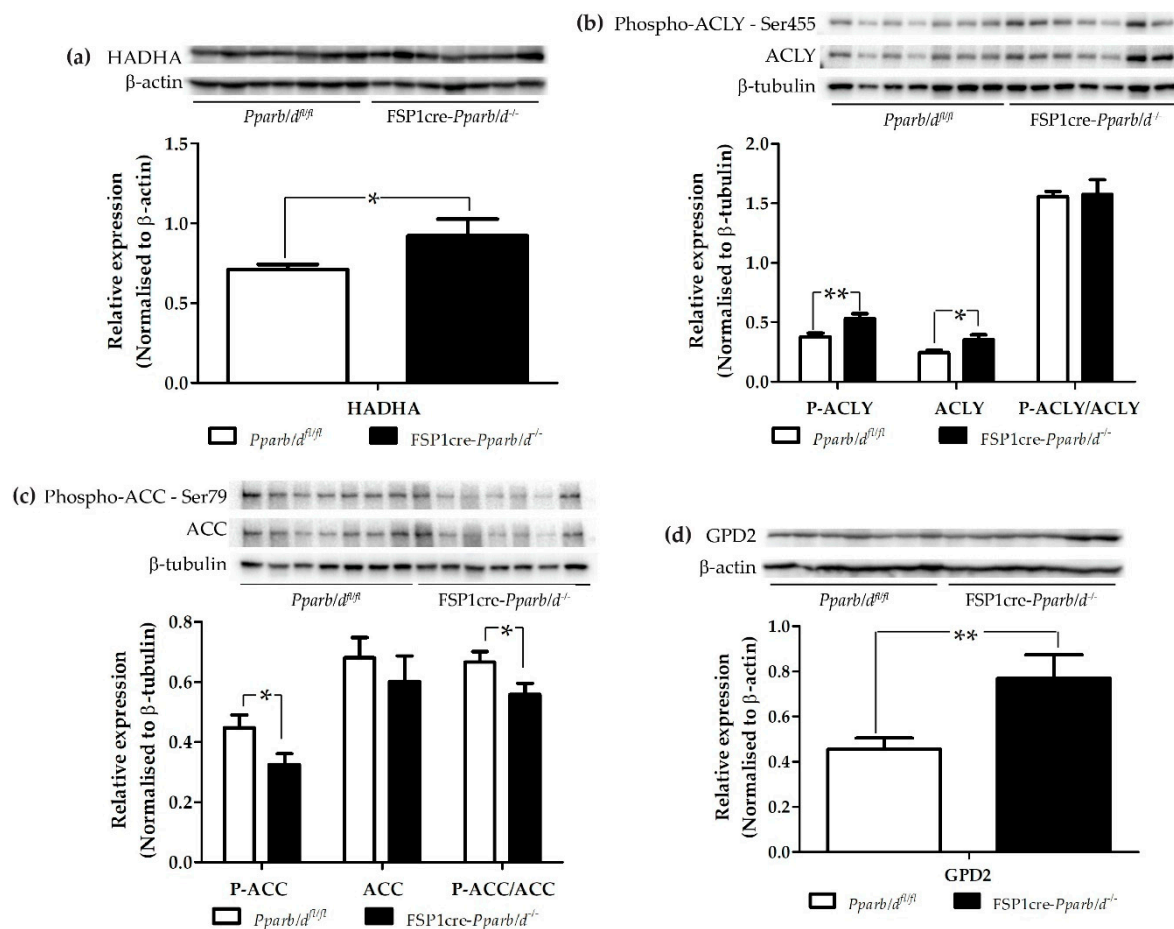 (a) HADHA
β-actin
Pparb/d^fl/fl FSP1cre-Pparb/d^-/-
Relative expression
(Normalised to β-actin)
1.5
1.0
0.5
0.0
*
HADHA
Pparb/d^fl/fl FSP1cre-Pparb/d^-/-
(b) Phospho-ACLY - Ser455
ACLY
β-tubulin
Pparb/d^fl/fl FSP1cre-Pparb/d^-/-
Relative expression
(Normalised to β-tubulin)
2.0
1.5
1.0
0.5
0.0
** *
P-ACLY ACLY P-ACLY/ACLY
Pparb/d^fl/fl FSP1cre-Pparb/d^-/-
(c) Phospho-ACC - Ser79
ACC
β-tubulin
Pparb/d^fl/fl FSP1cre-Pparb/d^-/-
Relative expression
(Normalised to β-tubulin)
0.8
0.6
0.4
0.2
0.0
* *
P-ACC ACC P-ACC/ACC
Pparb/d^fl/fl FSP1cre-Pparb/d^-/-
(d) GPD2
β-actin
Pparb/d^fl/fl FSP1cre-Pparb/d^-/-
Relative expression
(Normalised to β-actin)
1.0
0.8
0.6
0.4
0.2
0.0
**
GPD2
Pparb/d^fl/fl FSP1cre-Pparb/d^-/-